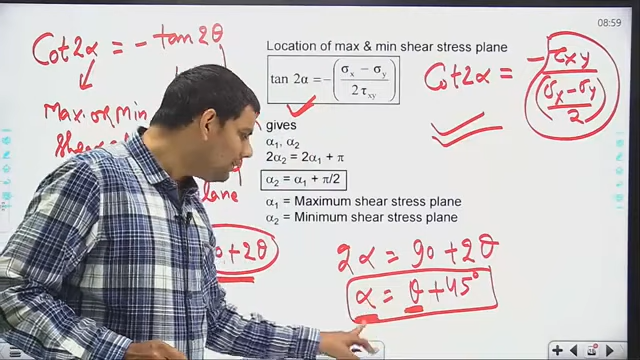 08:59
Cot2α = - tan2θ
Max. or Min
Shear
plane
90+2θ
Location of max & min shear stress plane
tan 2α = -( (σx – σy) / 2τxy )
Cot2α = -τxy / ((σx-σy)/2)
gives
α1, α2
2α2 = 2α1 + π
α2 = α1 + π/2
α1 = Maximum shear stress plane
α2 = Minimum shear stress plane
2α = 90+2θ
α = θ+45°